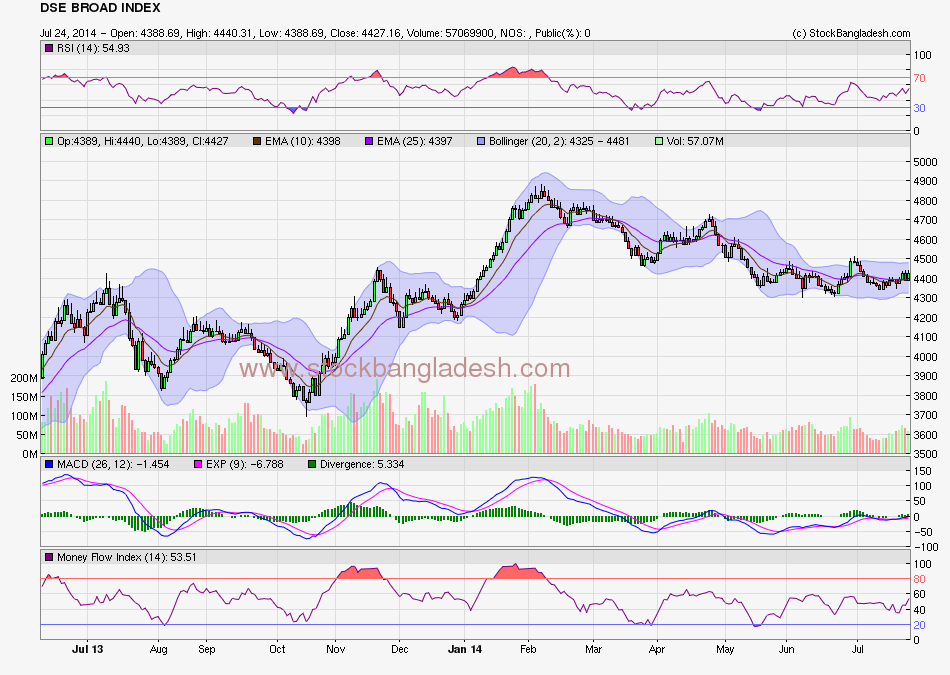 DSE BROAD INDEX
Jul 24, 2014 - Open: 4388.69, High: 4440.31, Low: 4388.69, Close: 4427.16, Volume: 57069900, NOS: , Public(%): 0 (c) StockBangladesh.com
RSI (14): 54.93
100
70
30
0
Op:4389, Hi:4440, Lo:4389, Cl:4427 EMA (10): 4398 EMA (25): 4397 Bollinger (20, 2): 4325 - 4481 Vol: 57.07M
5000
4900
4800
4700
4600
4500
4400
4300
4200
4100
4000
3900
3800
3700
3600
3500
200M
150M
100M
50M
0M
www.stockbangladesh.com
MACD (26, 12): -1.454 EXP (9): -6.788 Divergence: 5.334
150
100
50
0
-50
-100
Money Flow Index (14): 53.51
100
80
60
40
20
0
Jul 13 Aug Sep Oct Nov Dec Jan 14 Feb Mar Apr May Jun Jul